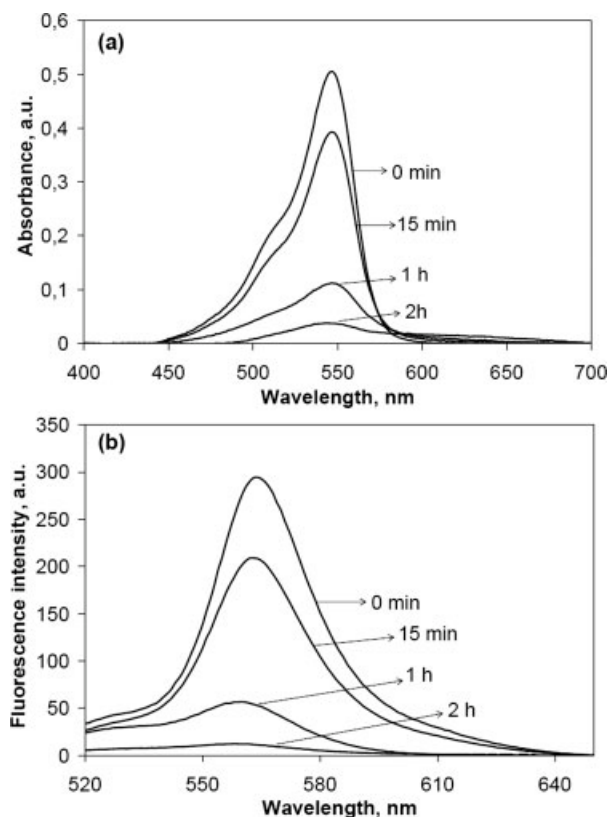 (a)
Absorbance, a.u.
0,6
0,5
0,4
0,3
0,2
0,1
0
0 min
15 min
1 h
2h
400 450 500 550 600 650 700
Wavelength, nm
(b)
Fluorescence intensity, a.u.
350
300
250
200
150
100
50
0
0 min
15 min
1 h
2 h
520 560 580 610 640
Wavelength, nm